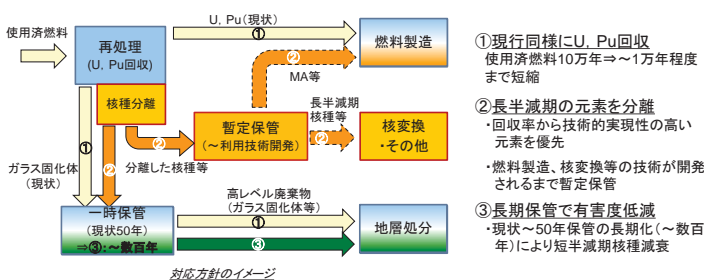 使用済燃料
再処理
(U, Pu回収)
核種分離
U, Pu(現状)
①
燃料製造
②
MA等
暫定保管
(～利用技術開発)
長半減期
核種等
②
核変換
・その他
②
分離した核種等
ガラス固化体
(現状)
①
②
一時保管
(現状50年)
⇒③:～数百年
高レベル廃棄物
(ガラス固化体等)
①
③
地層処分
対応方針のイメージ
①現行同様にU, Pu回収
使用済燃料10万年⇒～1万年程度
まで短縮
②長半減期の元素を分離
・回収率から技術的実現性の高い
元素を優先
・燃料製造、核変換等の技術が開発
されるまで暫定保管
③長期保管で有害度低減
・現状～50年保管の長期化(～数百
年)により短半減期核種減衰